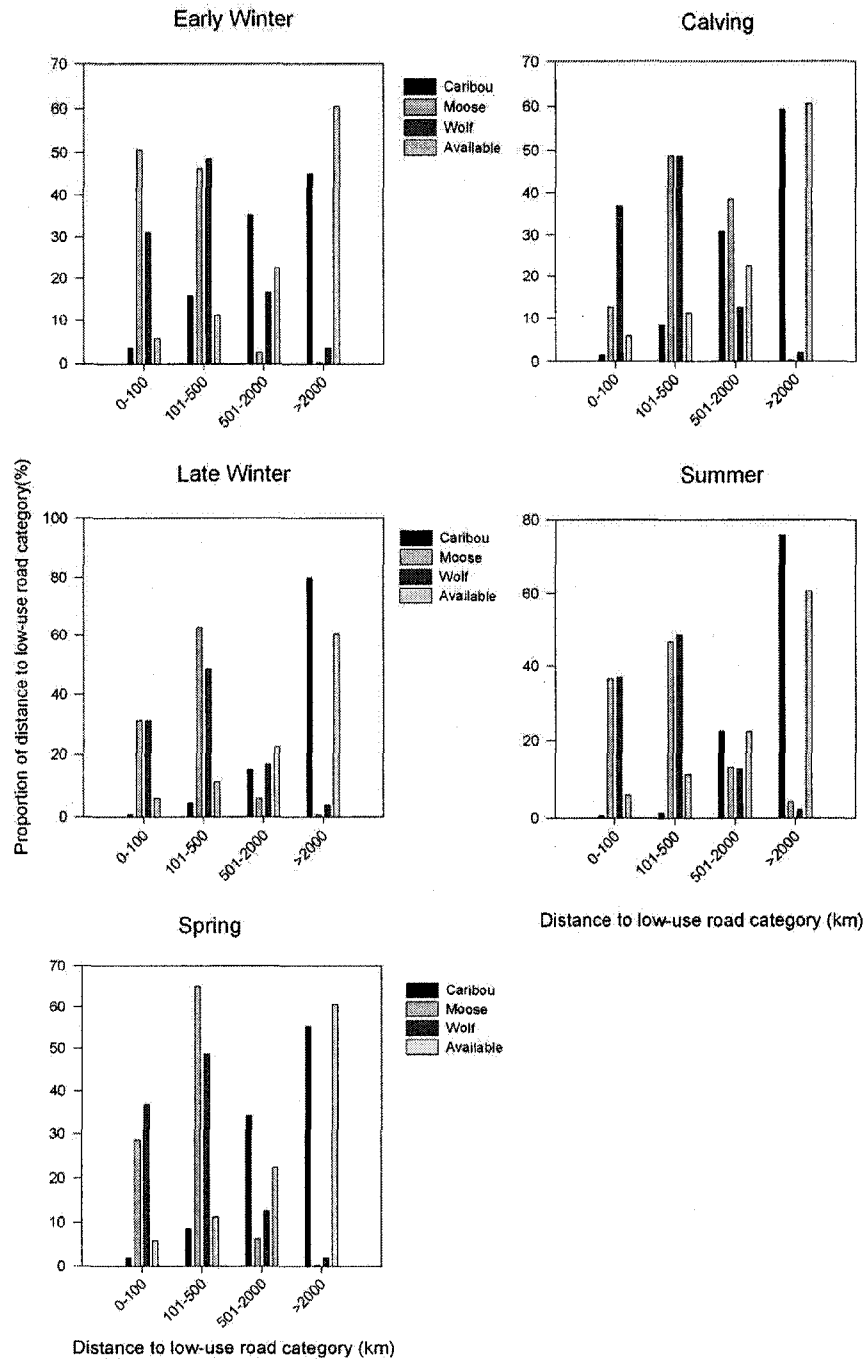 Early Winter
70
60
50
40
30
20
10
0
0-100
101-500
501-2000
>2000
Caribou
Moose
Wolf
Available
Calving
70
60
50
40
30
20
10
0
0-100
101-500
501-2000
>2000
Proportion of distance to low-use road category(%)
Late Winter
100
80
60
40
20
0
0-100
101-500
501-2000
>2000
Caribou
Moose
Wolf
Available
Summer
80
60
40
20
0
0-100
101-500
501-2000
>2000
Distance to low-use road category (km)
Spring
70
60
50
40
30
20
10
0
0-100
101-500
501-2000
>2000
Caribou
Moose
Wolf
Available
Distance to low-use road category (km)